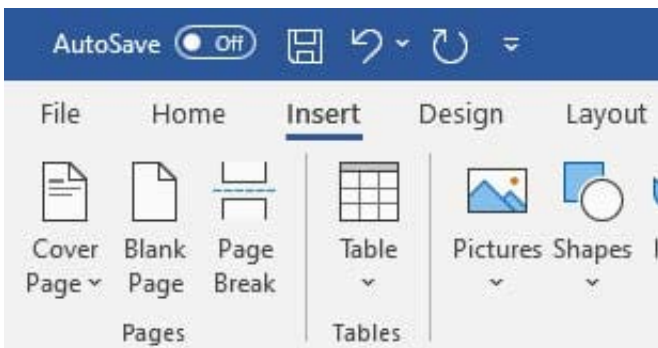 AutoSave Off
File Home Insert Design Layout
Cover Blank Page Table Pictures Shapes
Page Page Break
Pages Tables